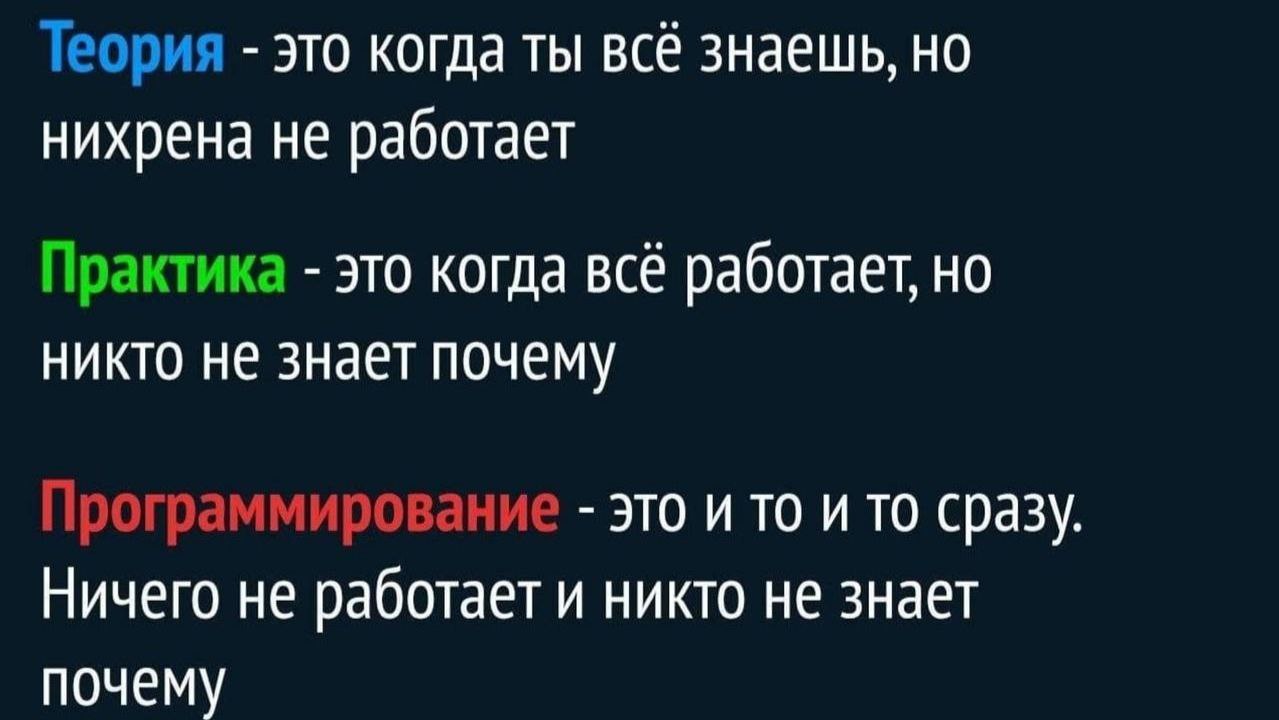 Теория - это когда ты всё знаешь, но
нихрена не работает
Практика - это когда всё работает, но
никто не знает почему
Программирование - это и то и то сразу.
Ничего не работает и никто не знает
почему